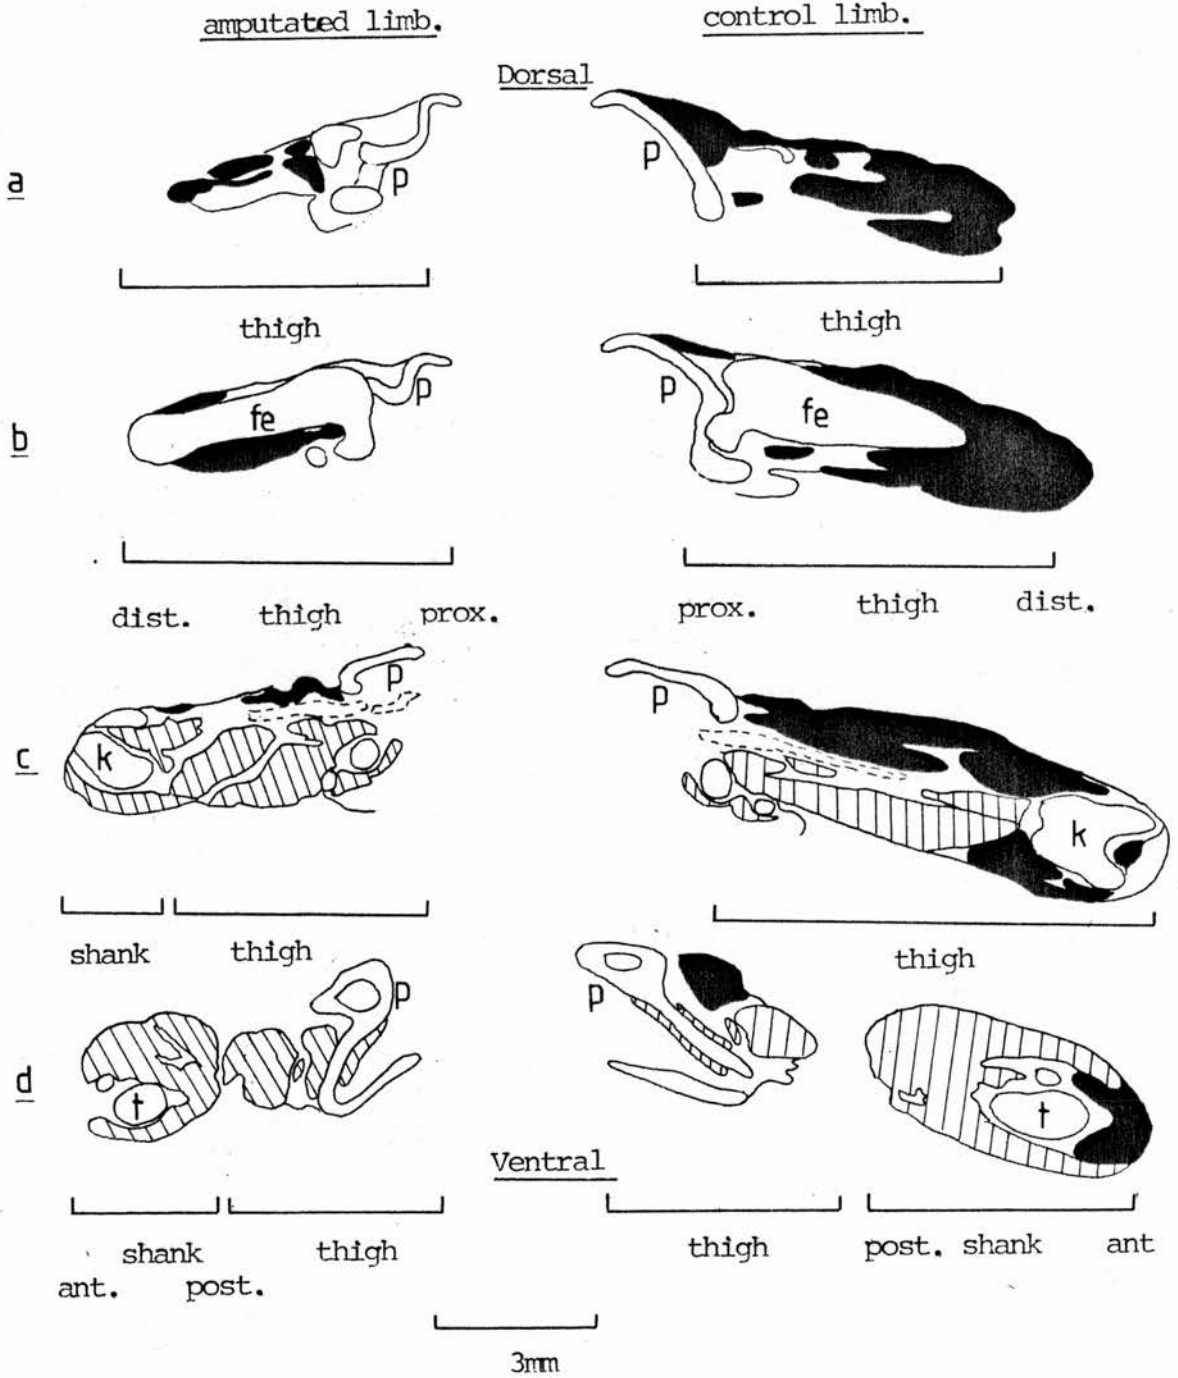 amputated limb. control limb.
Dorsal
p p
a
thigh thigh
p p
fe fe
b
dist. thigh prox. prox. thigh dist.
p p
c k k
shank thigh thigh
p p
d t t
Ventral
shank thigh thigh post. shank ant
ant. post.
3mm